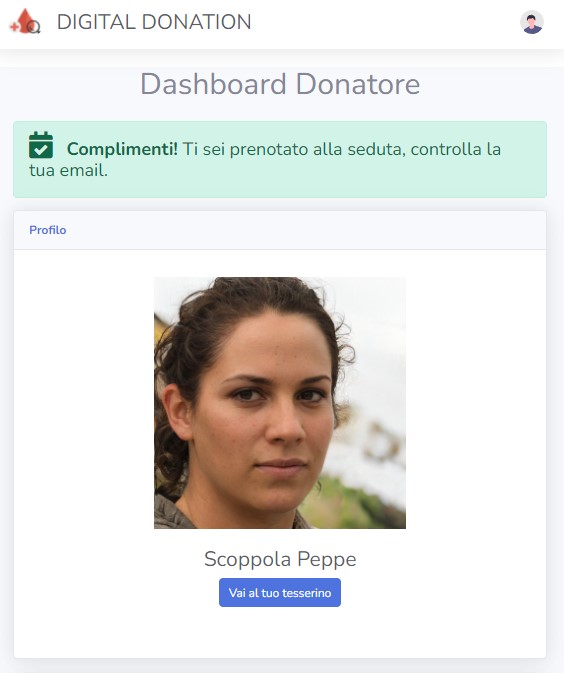 DIGITAL DONATION
Dashboard Donatore
Complimenti! Ti sei prenotato alla seduta, controlla la
tua email.
Profilo
Scoppola Peppe
Vai al tuo tesserino